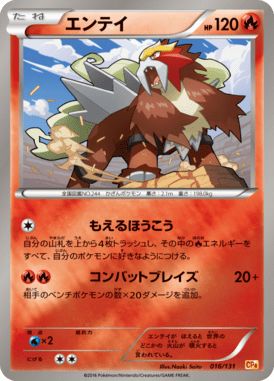 たね
エンテイ
HP120
全国図鑑NO.244 かざんポケモン 高さ：2.1m 重さ：198.0kg
もえるほうこう
自分の山札を上から4枚トラッシュし、その中の エネルギーを
すべて、自分のポケモンに好きなようにつける。
コンバットブレイズ 20+
相手のベンチポケモンの数×20ダメージを追加。
弱点 ×2 抵抗力
にげる
エンテイが ほえると 世界の
どこかの 火山が 噴火すると いわれている。
Illus.Naoki Saito
CP4 016/131
©2016 Pokémon/Nintendo/Creatures/GAME FREAK.